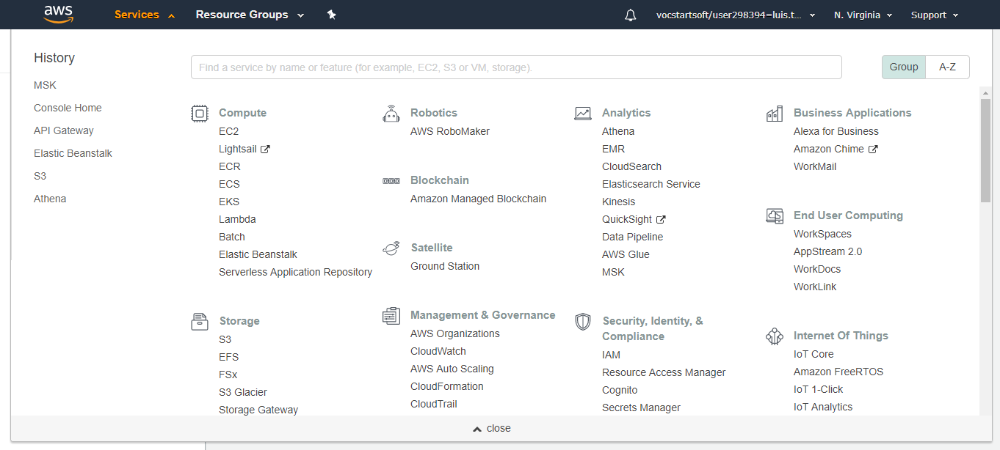 aws
Services
Resource Groups
vocstartsoft/user298394=luis.t...
N. Virginia
Support
History
MSK
Console Home
API Gateway
Elastic Beanstalk
S3
Athena
Find a service by name or feature (for example, EC2, S3 or VM, storage).
Group
A-Z
Compute
EC2
Lightsail
ECR
ECS
EKS
Lambda
Batch
Elastic Beanstalk
Serverless Application Repository
Storage
S3
EFS
FSx
S3 Glacier
Storage Gateway
Robotics
AWS RoboMaker
Blockchain
Amazon Managed Blockchain
Satellite
Ground Station
Management & Governance
AWS Organizations
CloudWatch
AWS Auto Scaling
CloudFormation
CloudTrail
Analytics
Athena
EMR
CloudSearch
Elasticsearch Service
Kinesis
QuickSight
Data Pipeline
AWS Glue
MSK
Security, Identity, &
Compliance
IAM
Resource Access Manager
Cognito
Secrets Manager
Business Applications
Alexa for Business
Amazon Chime
WorkMail
End User Computing
WorkSpaces
AppStream 2.0
WorkDocs
WorkLink
Internet Of Things
IoT Core
Amazon FreeRTOS
IoT 1-Click
IoT Analytics
close